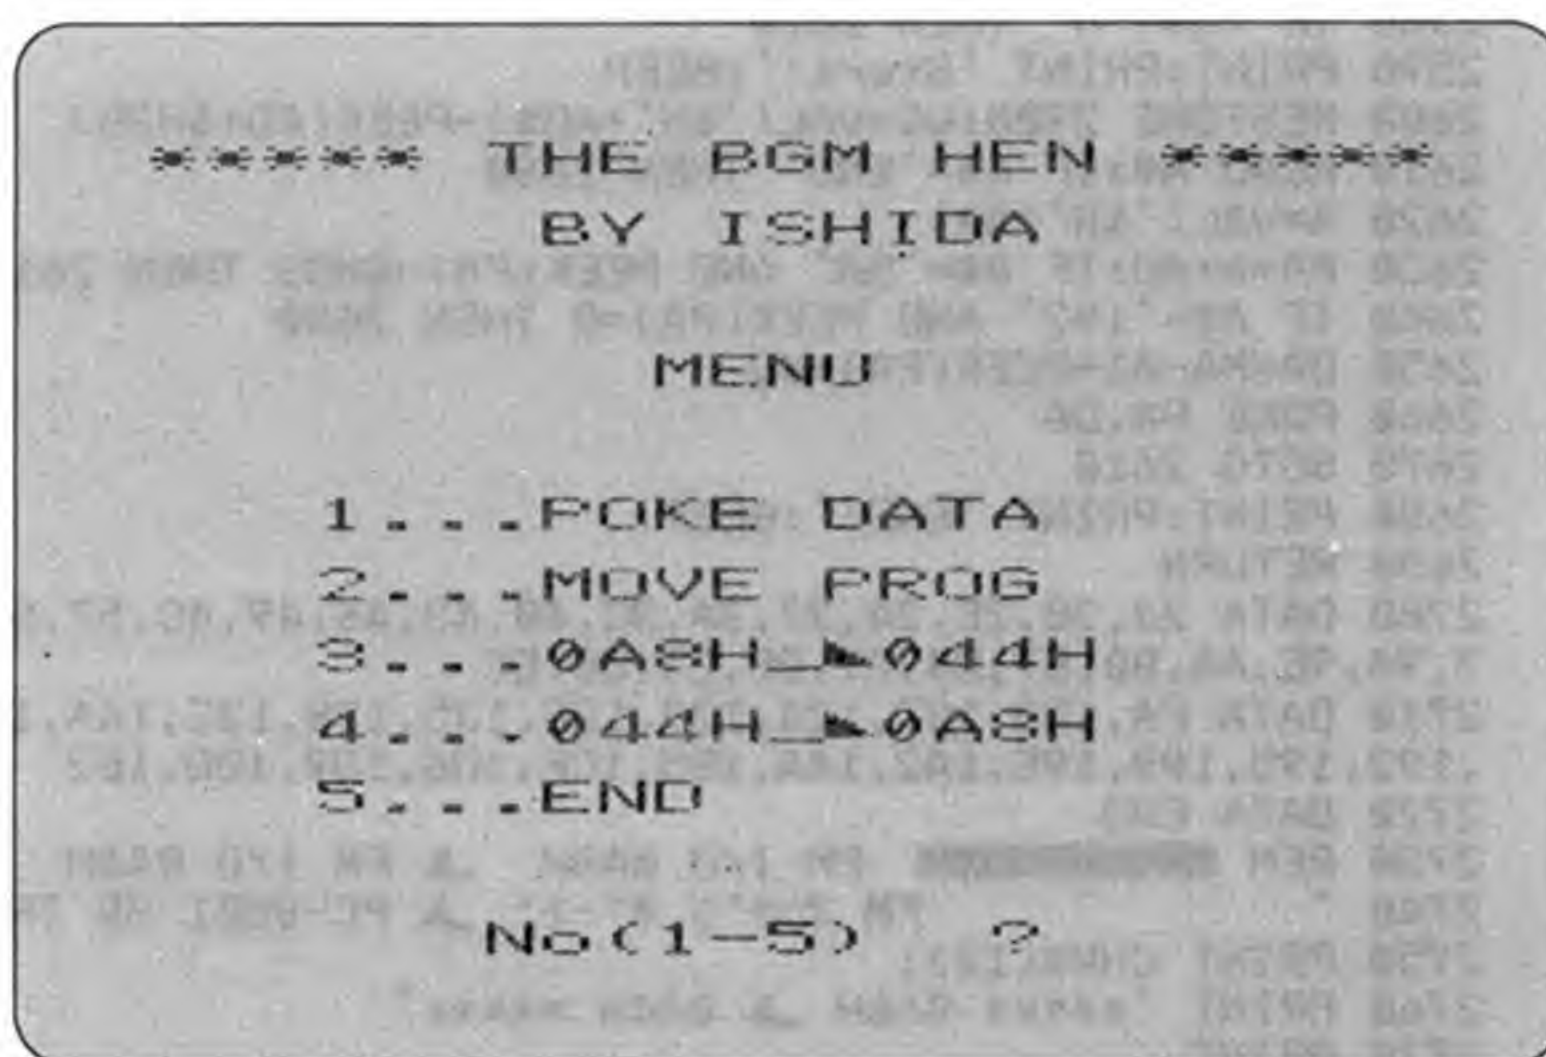 ***** THE BGM HEN *****
BY ISHIDA
MENU
1...POKE DATA
2...MOVE PROG
3...0A8H_◣044H
4...044H_◣0A8H
5...END
No(1-5) ?